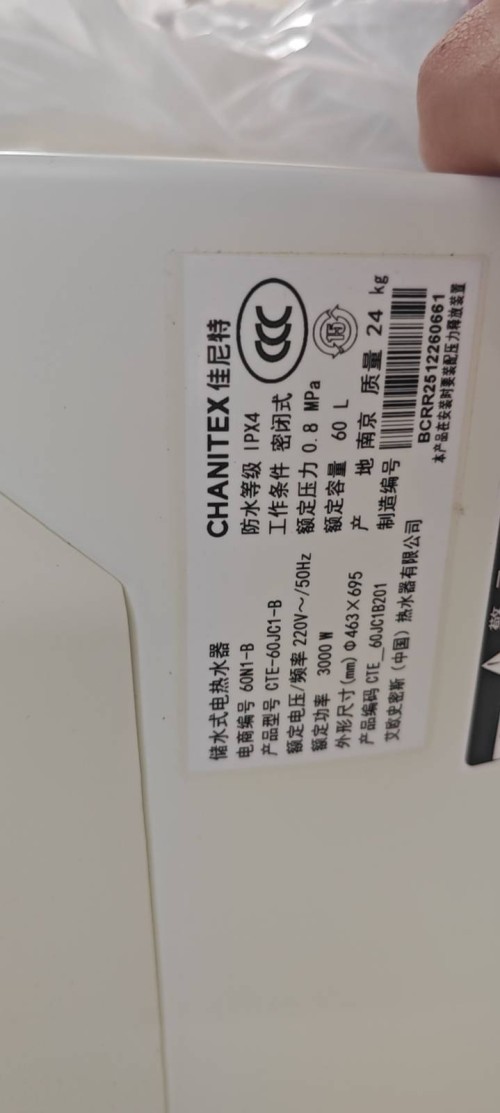 储水式电热水器
CHANITEX 佳尼特
电商编号 60N1-B
防水等级 IPX4
产品型号 CTE-60JC1-B
工作条件 密闭式
额定电压/频率 220V～/50Hz
额定压力 0.8 MPa
额定功率 3000 W
额定容量 60 L
外形尺寸(mm) Φ463×695
产 地 南京 质量 24 kg
产品编码 CTE_60JC1B201
制造编号
BCRR2512260661
艾欧史密斯（中国）热水器有限公司
本产品在安装时要装配压力释放装置
CCC
15